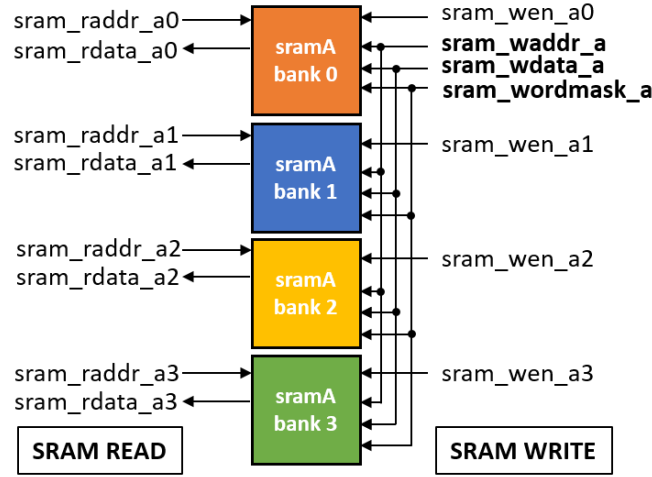 sram_raddr_a0
sram_rdata_a0
sramA
bank 0
sram_wen_a0
sram_waddr_a
sram_wdata_a
sram_wordmask_a
sram_raddr_a1
sram_rdata_a1
sramA
bank 1
sram_wen_a1
sram_raddr_a2
sram_rdata_a2
sramA
bank 2
sram_wen_a2
sram_raddr_a3
sram_rdata_a3
sramA
bank 3
sram_wen_a3
SRAM READ
SRAM WRITE